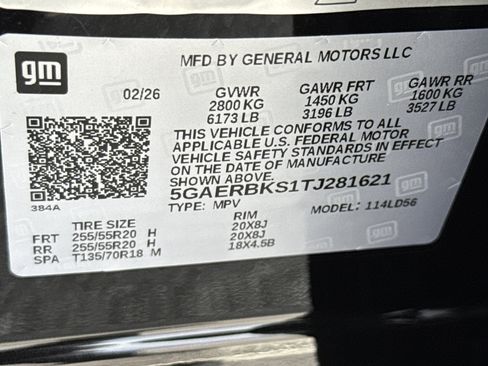 gm
MFD BY GENERAL MOTORS LLC
02/26 GVWR GAWR FRT GAWR RR
2800 KG 1450 KG 1600 KG
6173 LB 3196 LB 3527 LB
THIS VEHICLE CONFORMS TO ALL
APPLICABLE U.S. FEDERAL MOTOR
VEHICLE SAFETY STANDARDS IN EFFECT
ON THE DATE OF MANUFACTURE
SHOWN ABOVE.
5GAERBKS1TJ281621
384A
TYPE: MPV MODEL: 114LD56
TIRE SIZE RIM
FRT 255/55R20 H 20X8J
RR 255/55R20 H 20X8J
SPA T135/70R18 M 18X4.5B